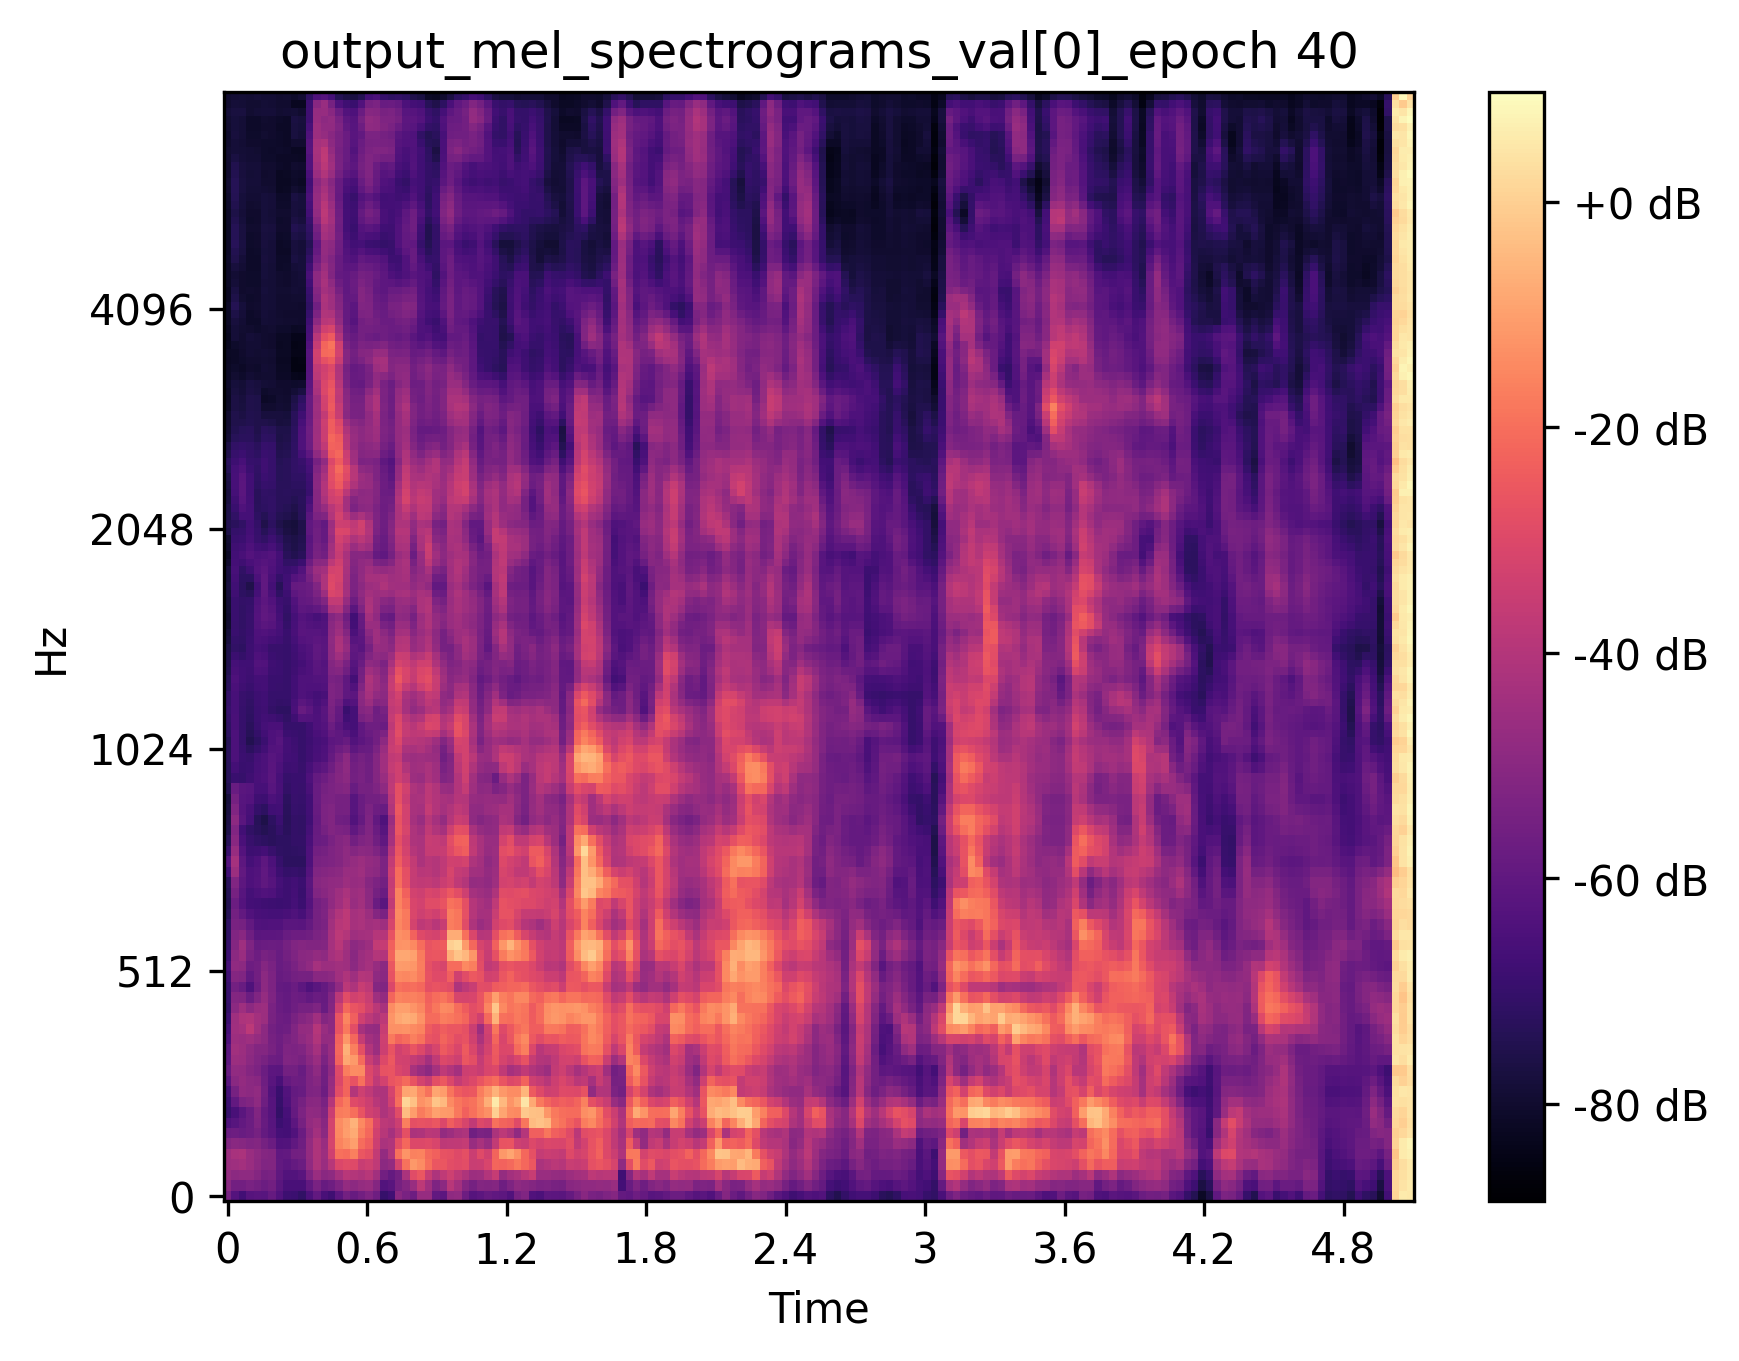 output_mel_spectrograms_val[0]_epoch 40
Hz
4096
2048
1024
512
0
0 0.6 1.2 1.8 2.4 3 3.6 4.2 4.8
Time
+0 dB
-20 dB
-40 dB
-60 dB
-80 dB